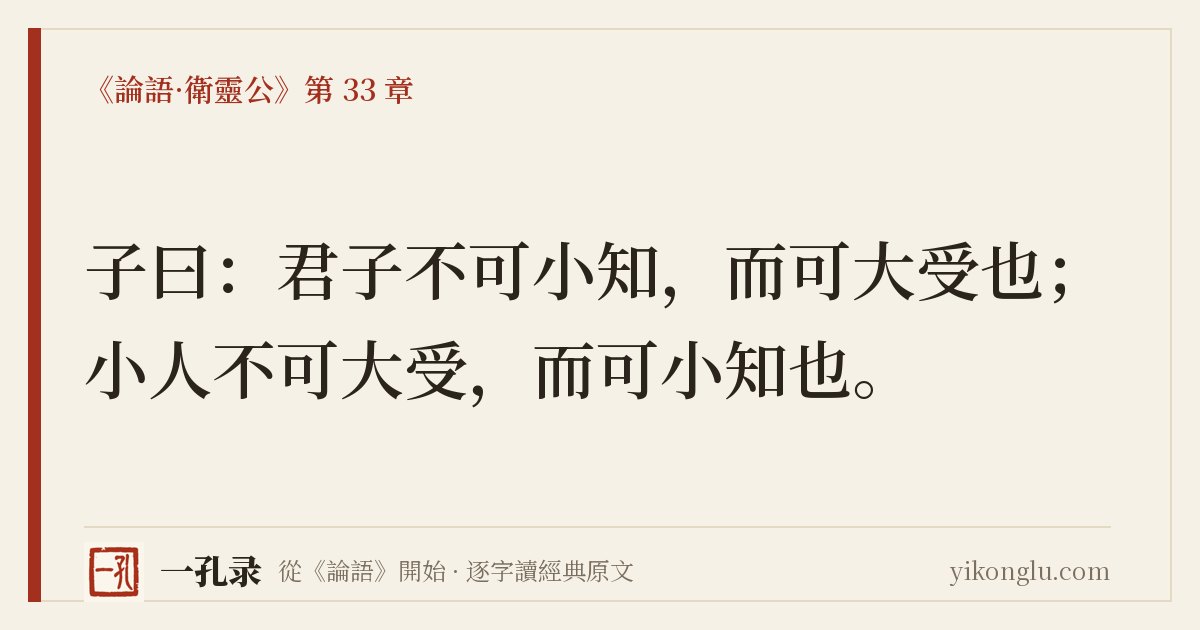 《論語·衛靈公》第 33 章
子曰：君子不可小知，而可大受也；
小人不可大受，而可小知也。
一孔
一孔录 從《論語》開始 · 逐字讀經典原文 yikonglu.com